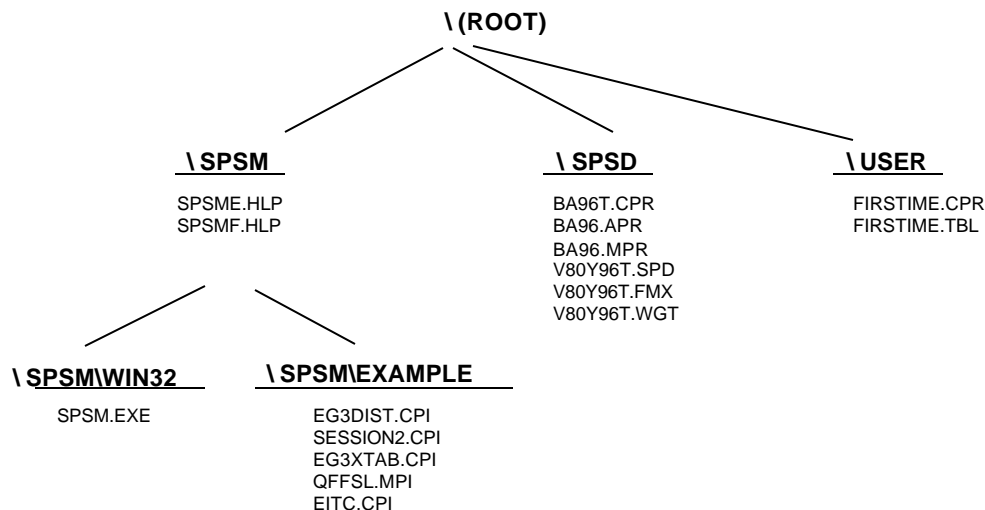 \ (ROOT)
\ SPSM
SPSME.HLP
SPSMF.HLP
\ SPSD
BA96T.CPR
BA96.APR
BA96.MPR
V80Y96T.SPD
V80Y96T.FMX
V80Y96T.WGT
\ USER
FIRSTIME.CPR
FIRSTIME.TBL
\ SPSM\WIN32
SPSM.EXE
\ SPSM\EXAMPLE
EG3DIST.CPI
SESSION2.CPI
EG3XTAB.CPI
QFFSL.MPI
EITC.CPI